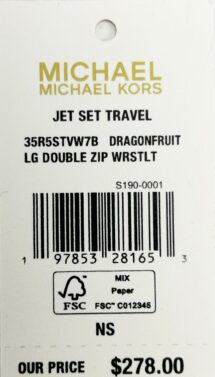 MICHAEL
MICHAEL KORS
JET SET TRAVEL
35R5STVW7B DRAGONFRUIT
LG DOUBLE ZIP WRSTLT
S190-0001
1 97853 28165 3
FSC
MIX
Paper
FSC™ C012345
NS
OUR PRICE $278.00